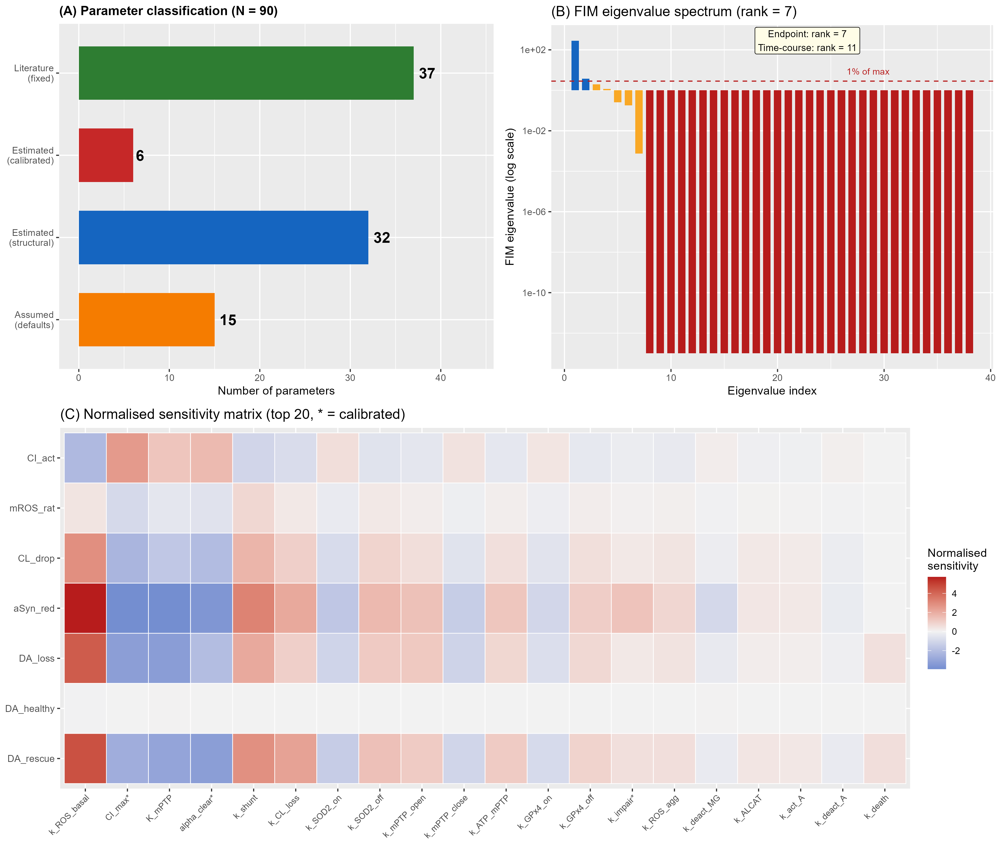 (A) Parameter classification (N = 90)
Literature
(fixed)
37
Estimated
(calibrated)
6
Estimated
(structural)
32
Assumed
(defaults)
15
0 10 20 30 40
Number of parameters
(B) FIM eigenvalue spectrum (rank = 7)
Endpoint: rank = 7
Time-course: rank = 11
1% of max
1e+02
1e-02
1e-06
1e-10
FIM eigenvalue (log scale)
0 10 20 30 40
Eigenvalue index
(C) Normalised sensitivity matrix (top 20, * = calibrated)
CI_act
mROS_rat
CL_drop
aSyn_red
DA_loss
DA_healthy
DA_rescue
k_ROS_basal
CI_max*
K_mPTP
alpha_clear*
k_shunt
k_CL_loss
k_SOD2_on
k_SOD2_off
k_mPTP_open
k_mPTP_close
k_ATP_mPTP
k_GPx4_on
k_GPx4_off
k_impair*
k_ROS_agg
k_deact_MG
k_ALCAT
k_act_A
k_deact_A
k_death
Normalised
sensitivity
4
2
0
-2